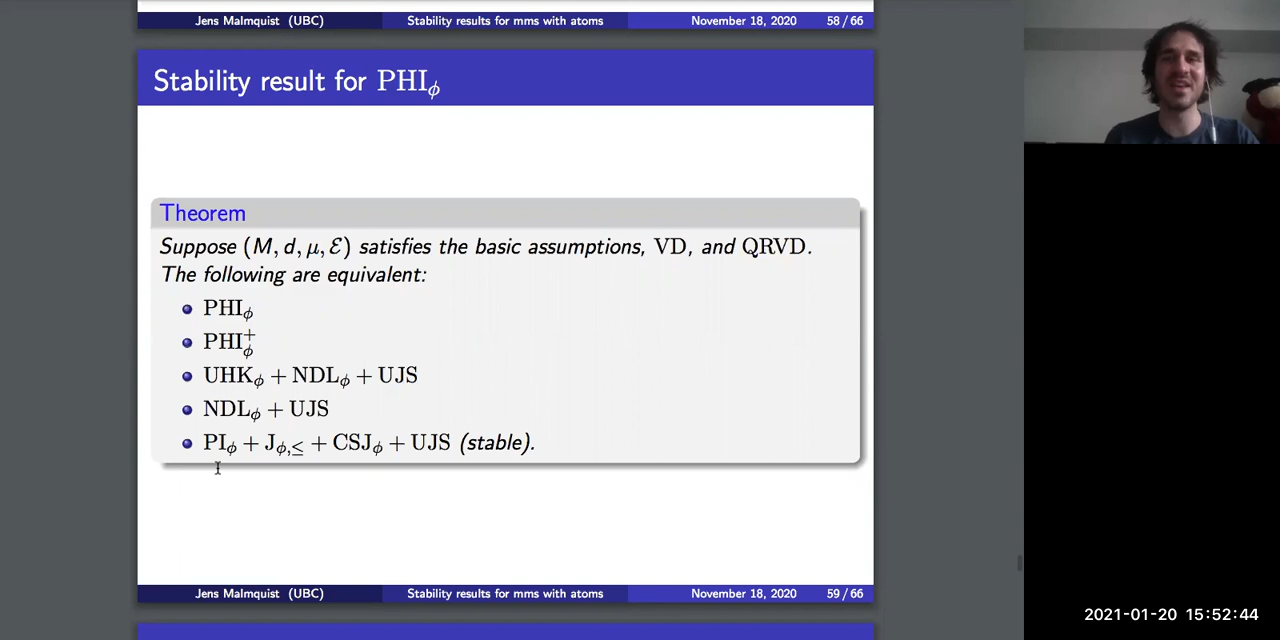 Jens Malmquist (UBC) Stability results for mms with atoms November 18, 2020 58 / 66
Stability result for PHI_ϕ
Theorem
Suppose (M, d, μ, ℰ) satisfies the basic assumptions, VD, and QRVD.
The following are equivalent:
PHI_ϕ
PHI_ϕ^+
UHK_ϕ + NDL_ϕ + UJS
NDL_ϕ + UJS
PI_ϕ + J_{ϕ,≤} + CSJ_ϕ + UJS (stable).
Jens Malmquist (UBC) Stability results for mms with atoms November 18, 2020 59 / 66
2021-01-20 15:52:44